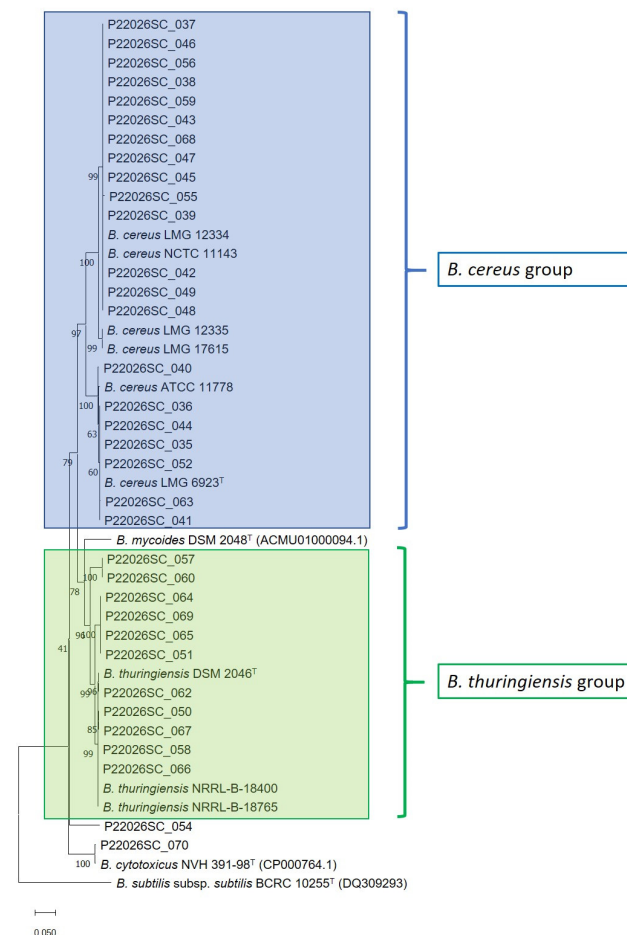 P22026SC_037
P22026SC_046
P22026SC_056
P22026SC_038
P22026SC_059
P22026SC_043
P22026SC_068
P22026SC_047
99
P22026SC_045
P22026SC_055
P22026SC_039
B. cereus LMG 12334
B. cereus NCTC 11143
100
P22026SC_042
P22026SC_049
P22026SC_048
B. cereus LMG 12335
97
99
B. cereus LMG 17615
P22026SC_040
B. cereus ATCC 11778
100
P22026SC_036
P22026SC_044
63
P22026SC_035
79
P22026SC_052
60
B. cereus LMG 6923ᵀ
P22026SC_063
P22026SC_041
B. cereus group
B. mycoides DSM 2048ᵀ (ACMU01000094.1)
P22026SC_057
100
P22026SC_060
78
P22026SC_064
P22026SC_069
96
100
P22026SC_065
41
P22026SC_051
B. thuringiensis DSM 2046ᵀ
99
96
P22026SC_062
P22026SC_050
85
P22026SC_067
99
P22026SC_058
P22026SC_066
B. thuringiensis NRRL-B-18400
B. thuringiensis NRRL-B-18765
B. thuringiensis group
P22026SC_054
P22026SC_070
100
B. cytotoxicus NVH 391-98ᵀ (CP000764.1)
B. subtilis subsp. subtilis BCRC 10255ᵀ (DQ309293)
0.050